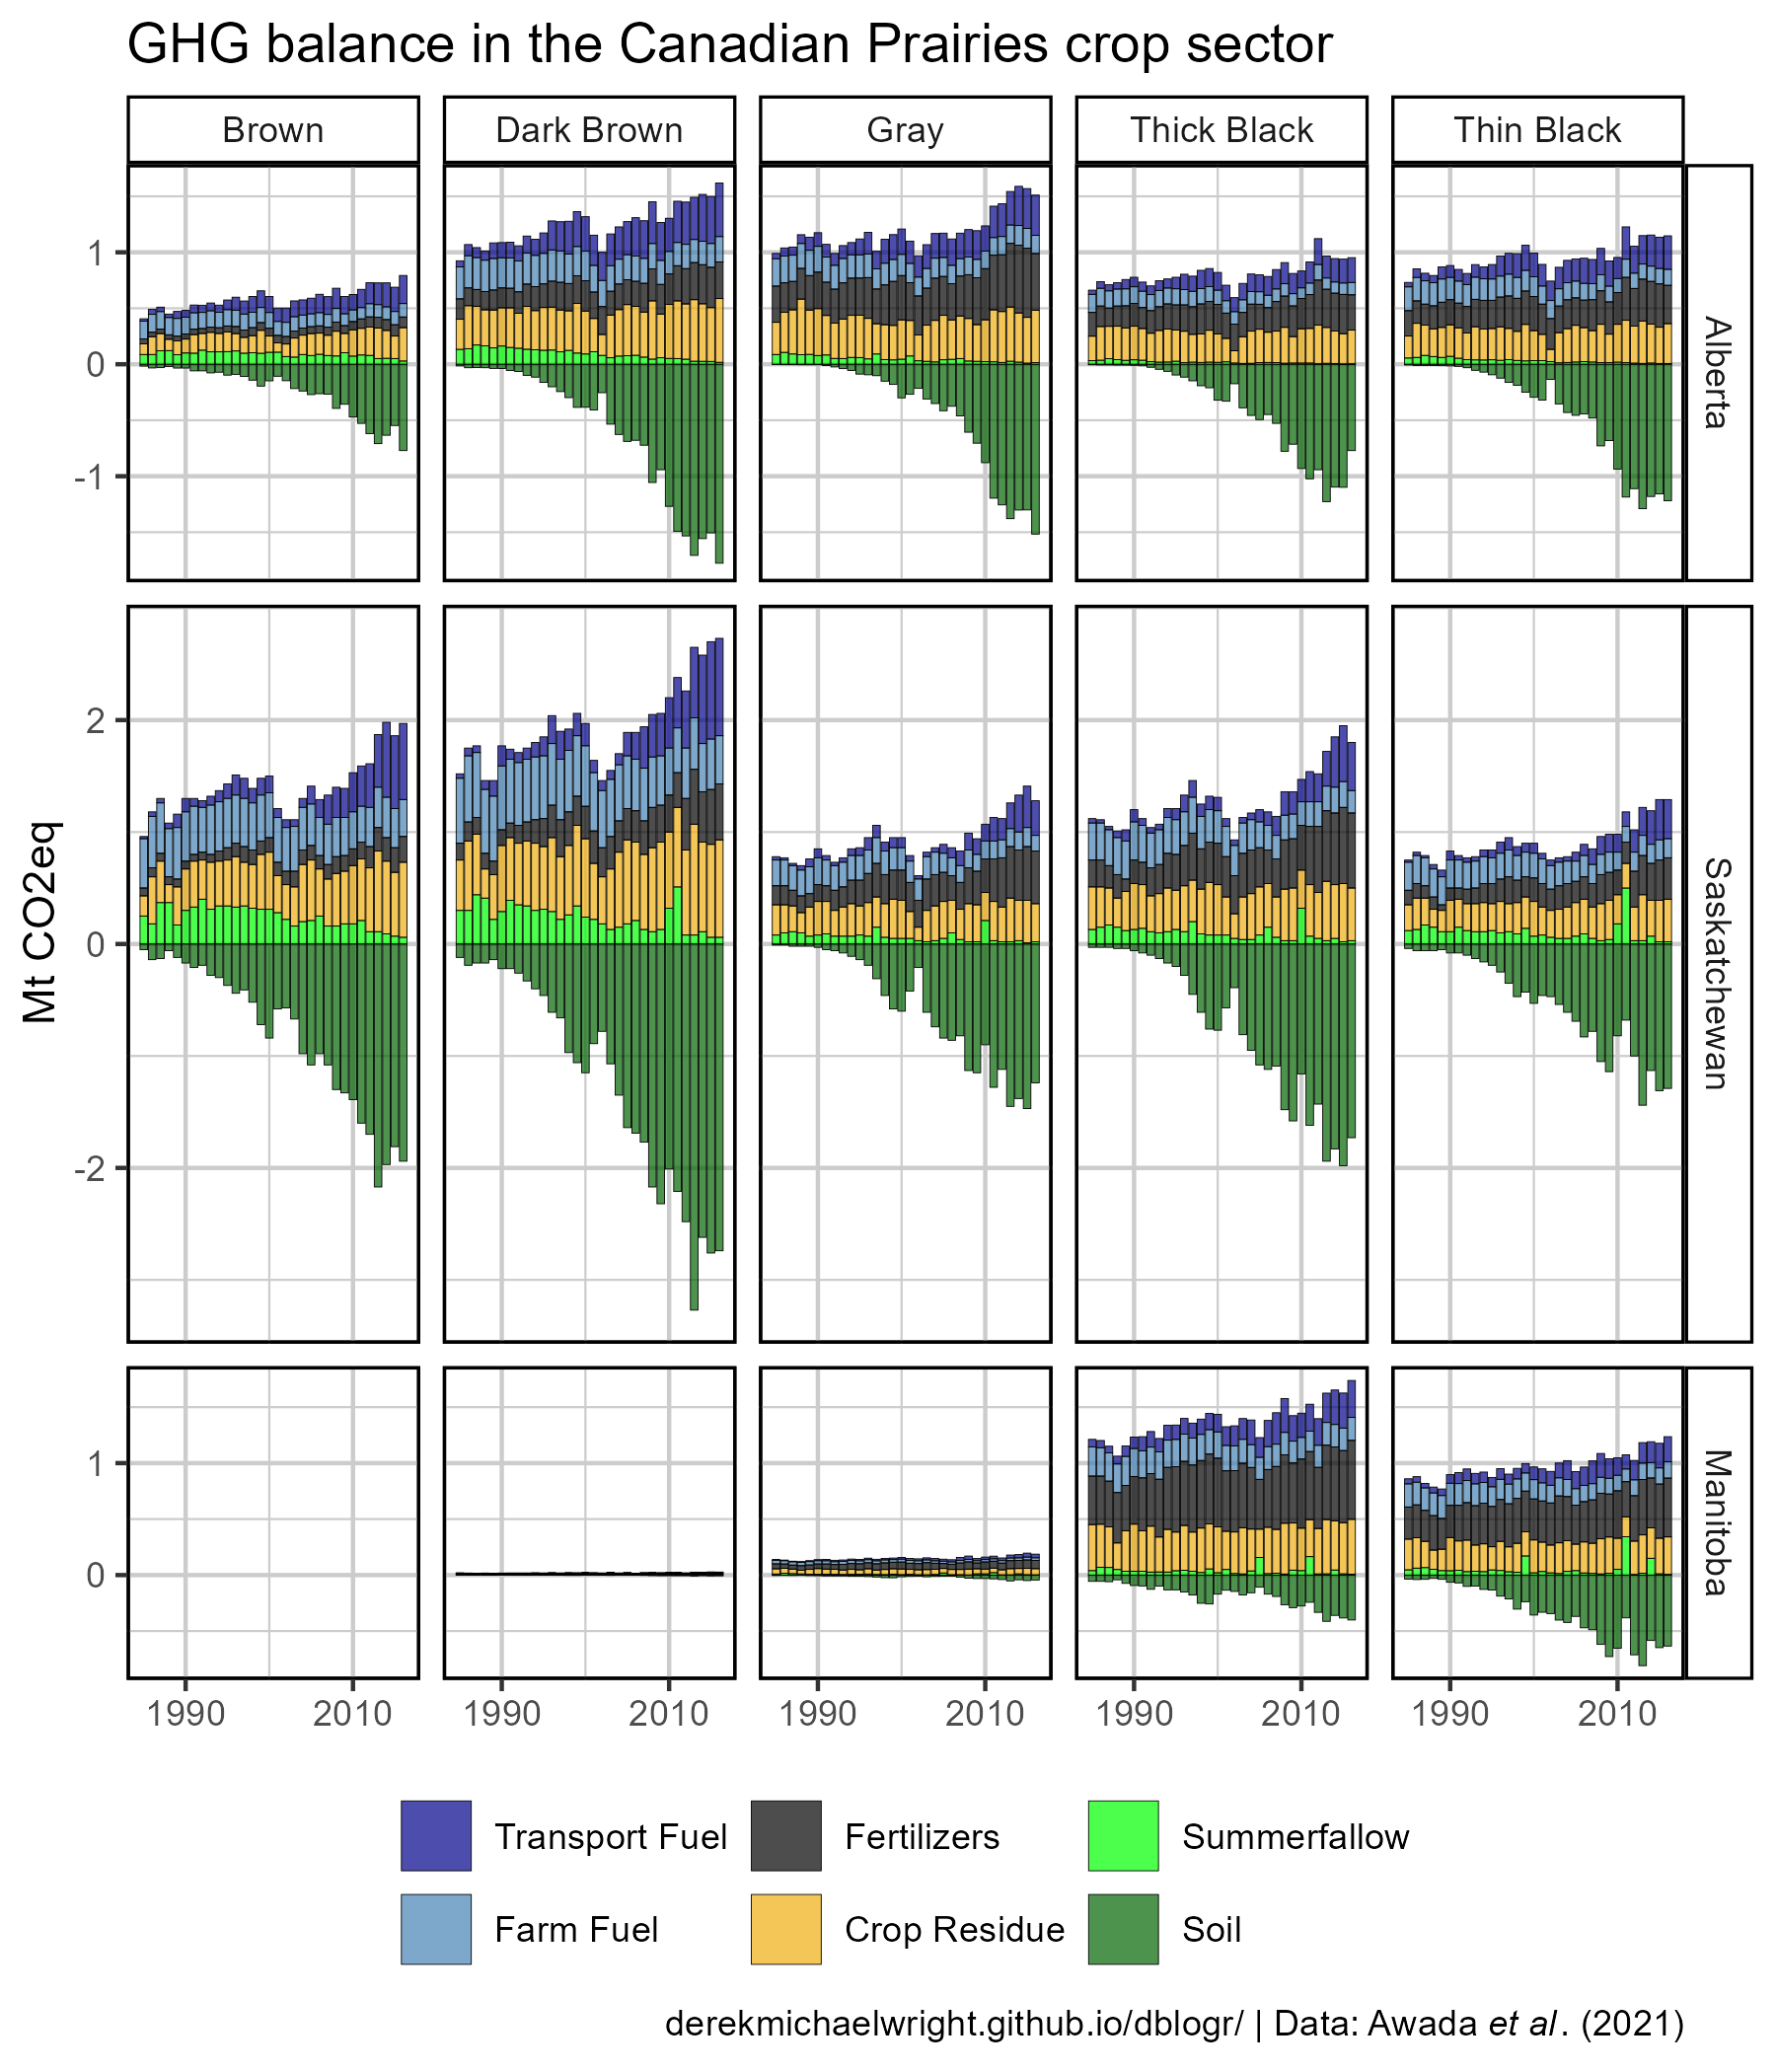 GHG balance in the Canadian Prairies crop sector
Brown
Dark Brown
Gray
Thick Black
Thin Black
1
0
-1
Alberta
Mt CO2eq
2
0
-2
Saskatchewan
1
0
Manitoba
1990 2010
1990 2010
1990 2010
1990 2010
1990 2010
Transport Fuel
Fertilizers
Summerfallow
Farm Fuel
Crop Residue
Soil
derekmichaelwright.github.io/dblogr/ | Data: Awada et al. (2021)